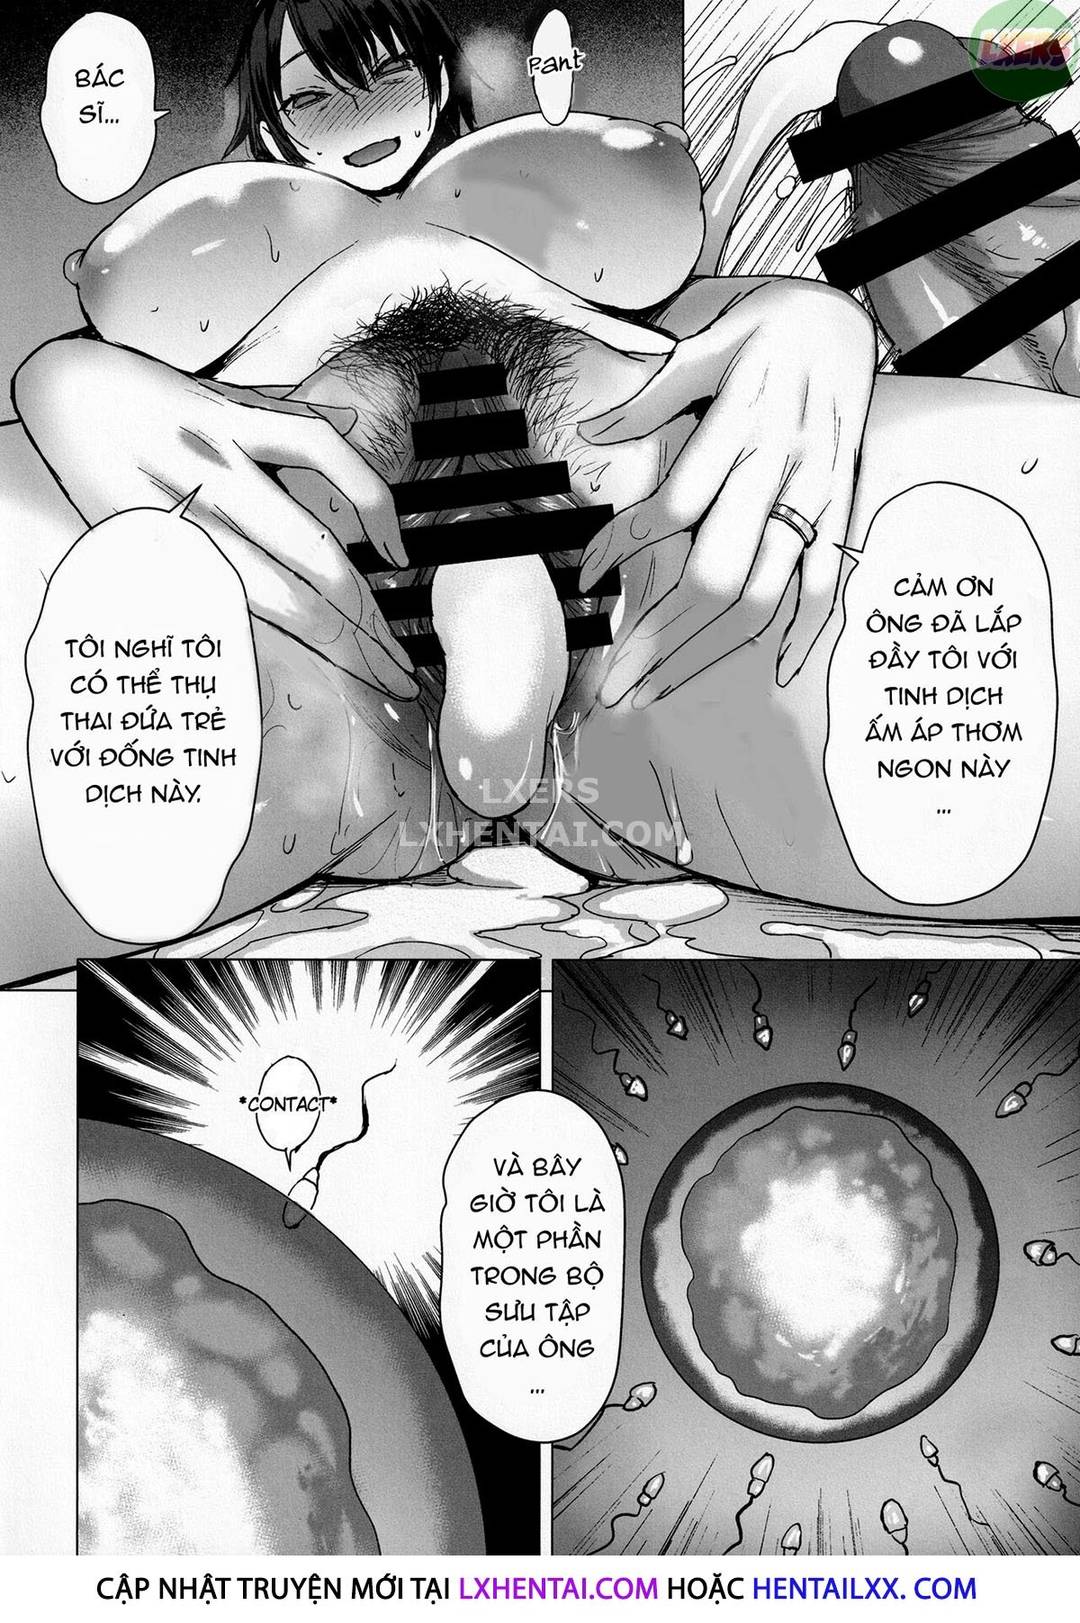 LXERS
BÁC
SĨ...
Pant
CẢM ƠN
ÔNG ĐÃ LẮP
ĐẦY TÔI VỚI
TINH DỊCH
ẤM ÁP THƠM
NGON NÀY
...
TÔI NGHĨ TÔI
CÓ THỂ THỤ
THAI ĐỨA TRẺ
VỚI ĐỐNG TINH
DỊCH NÀY.
LXERS
LXHENTAI.COM
*CONTACT*
VÀ BÂY
GIỜ TÔI LÀ
MỘT PHẦN
TRONG BỘ
SƯU TẬP
CỦA ÔNG
...
CẬP NHẬT TRUYỆN MỚI TẠI LXHENTAI.COM HOẶC HENTAILXX. COM